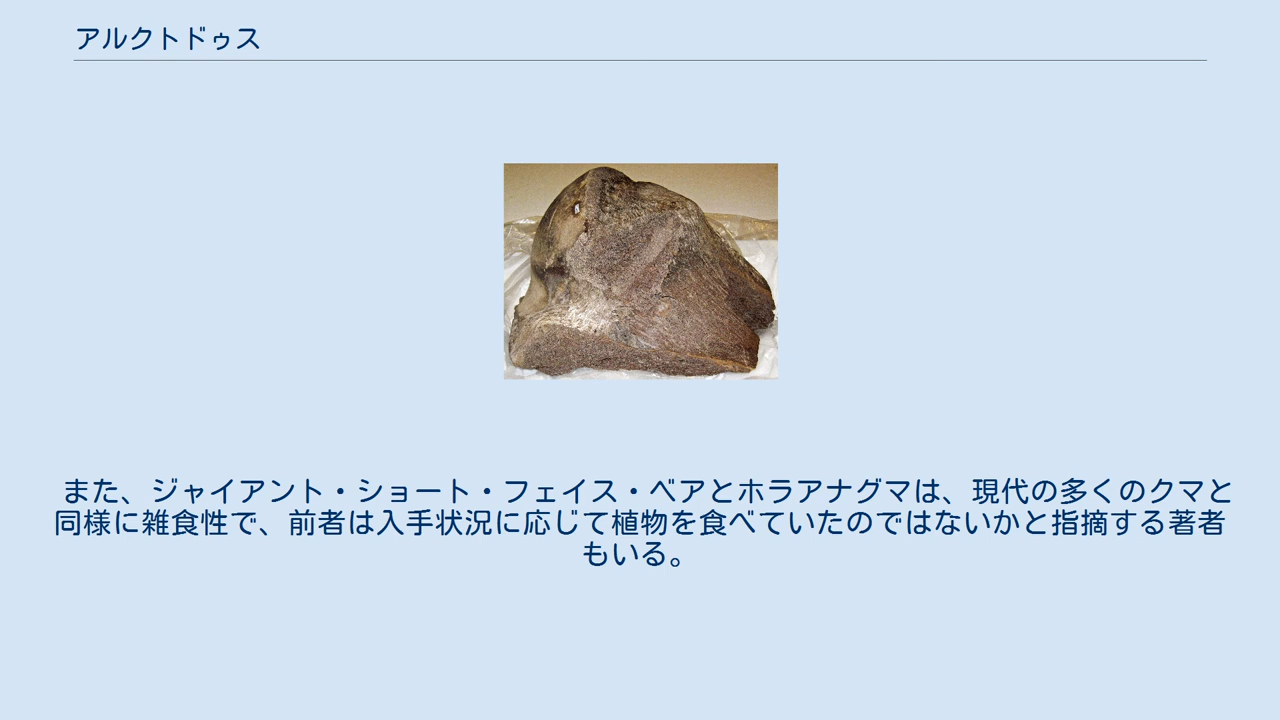 アルクトドゥス
また、ジャイアント・ショート・フェイス・ベアとホラアナグマは、現代の多くのクマと
同様に雑食性で、前者は入手状況に応じて植物を食べていたのではないかと指摘する著者
もいる。